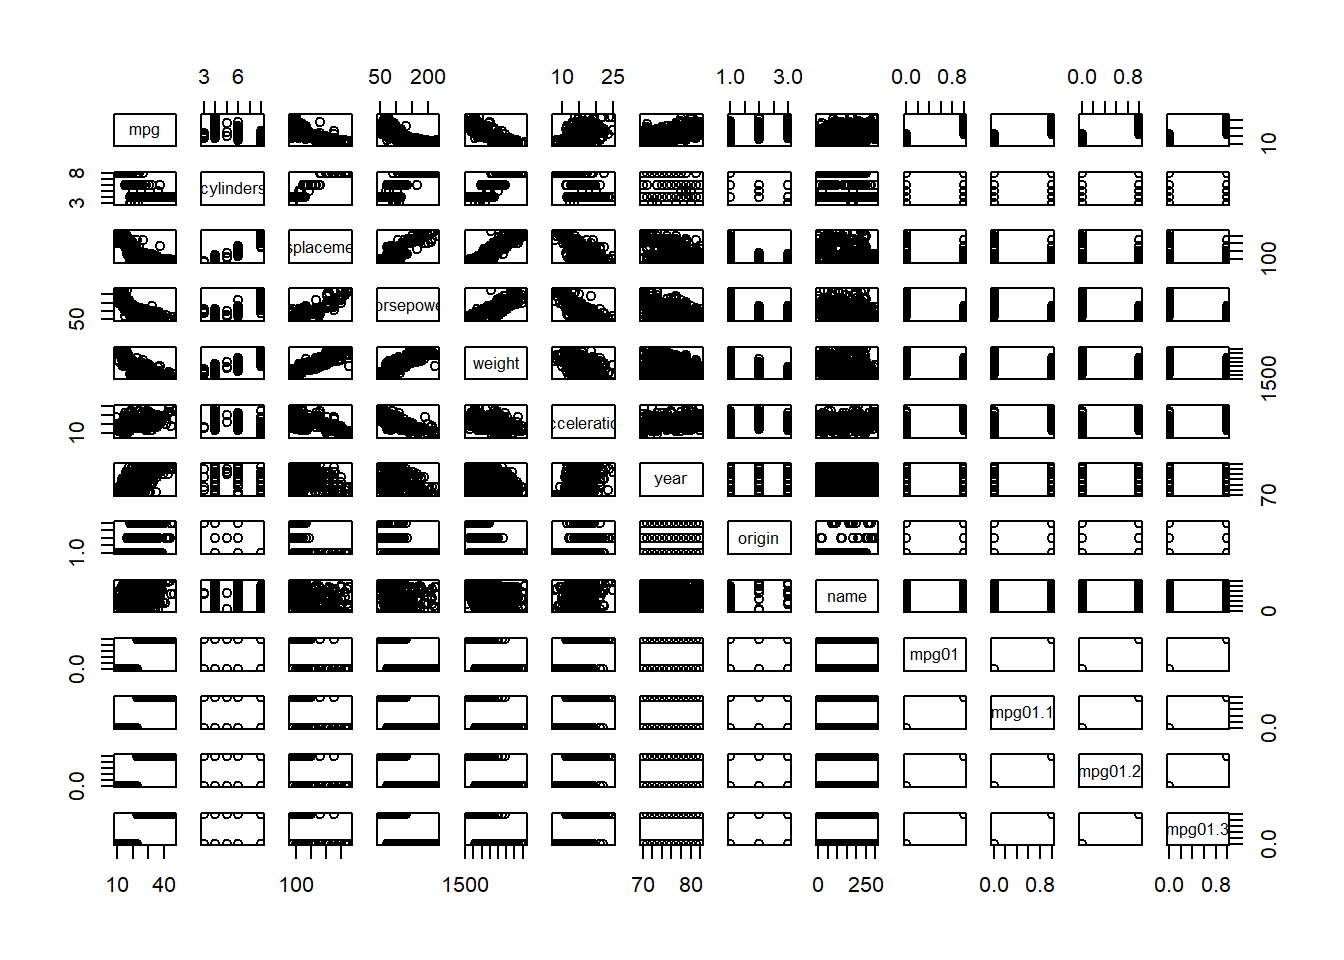 3 6 50 200 10 25 1.0 3.0 0.0 0.8 0.0 0.8
mpg 10
8 3 cylinders
splaceme 100
50 orsepowe
weight 1500
10 ccleratio
year 70
1.0 origin
name 0
0.0 mpg01
mpg01.1 0.0
0.0 mpg01.2
mpg01.3 0.0
10 40 100 1500 70 80 0 250 0.0 0.8 0.0 0.8